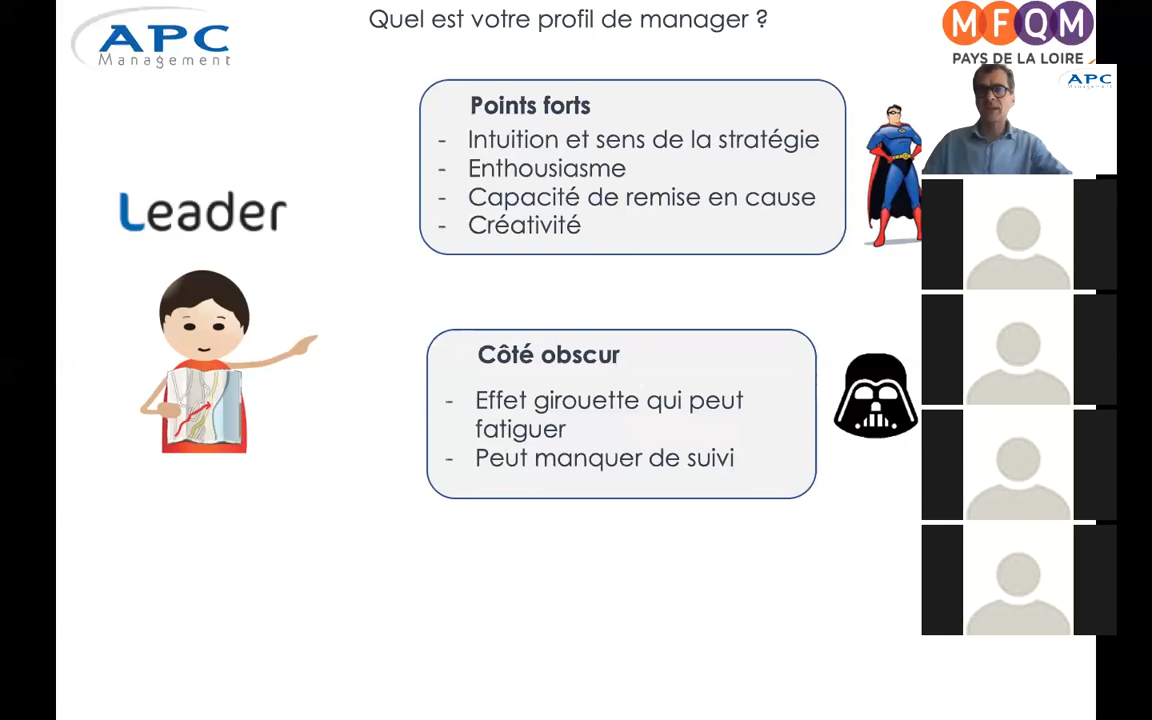 Quel est votre profil de manager ?
APC
Management
MFQM
PAYS DE LA LOIRE
APC
Management
Points forts
- Intuition et sens de la stratégie
- Enthousiasme
- Capacité de remise en cause
- Créativité
Leader
Côté obscur
- Effet girouette qui peut
fatiguer
- Peut manquer de suivi